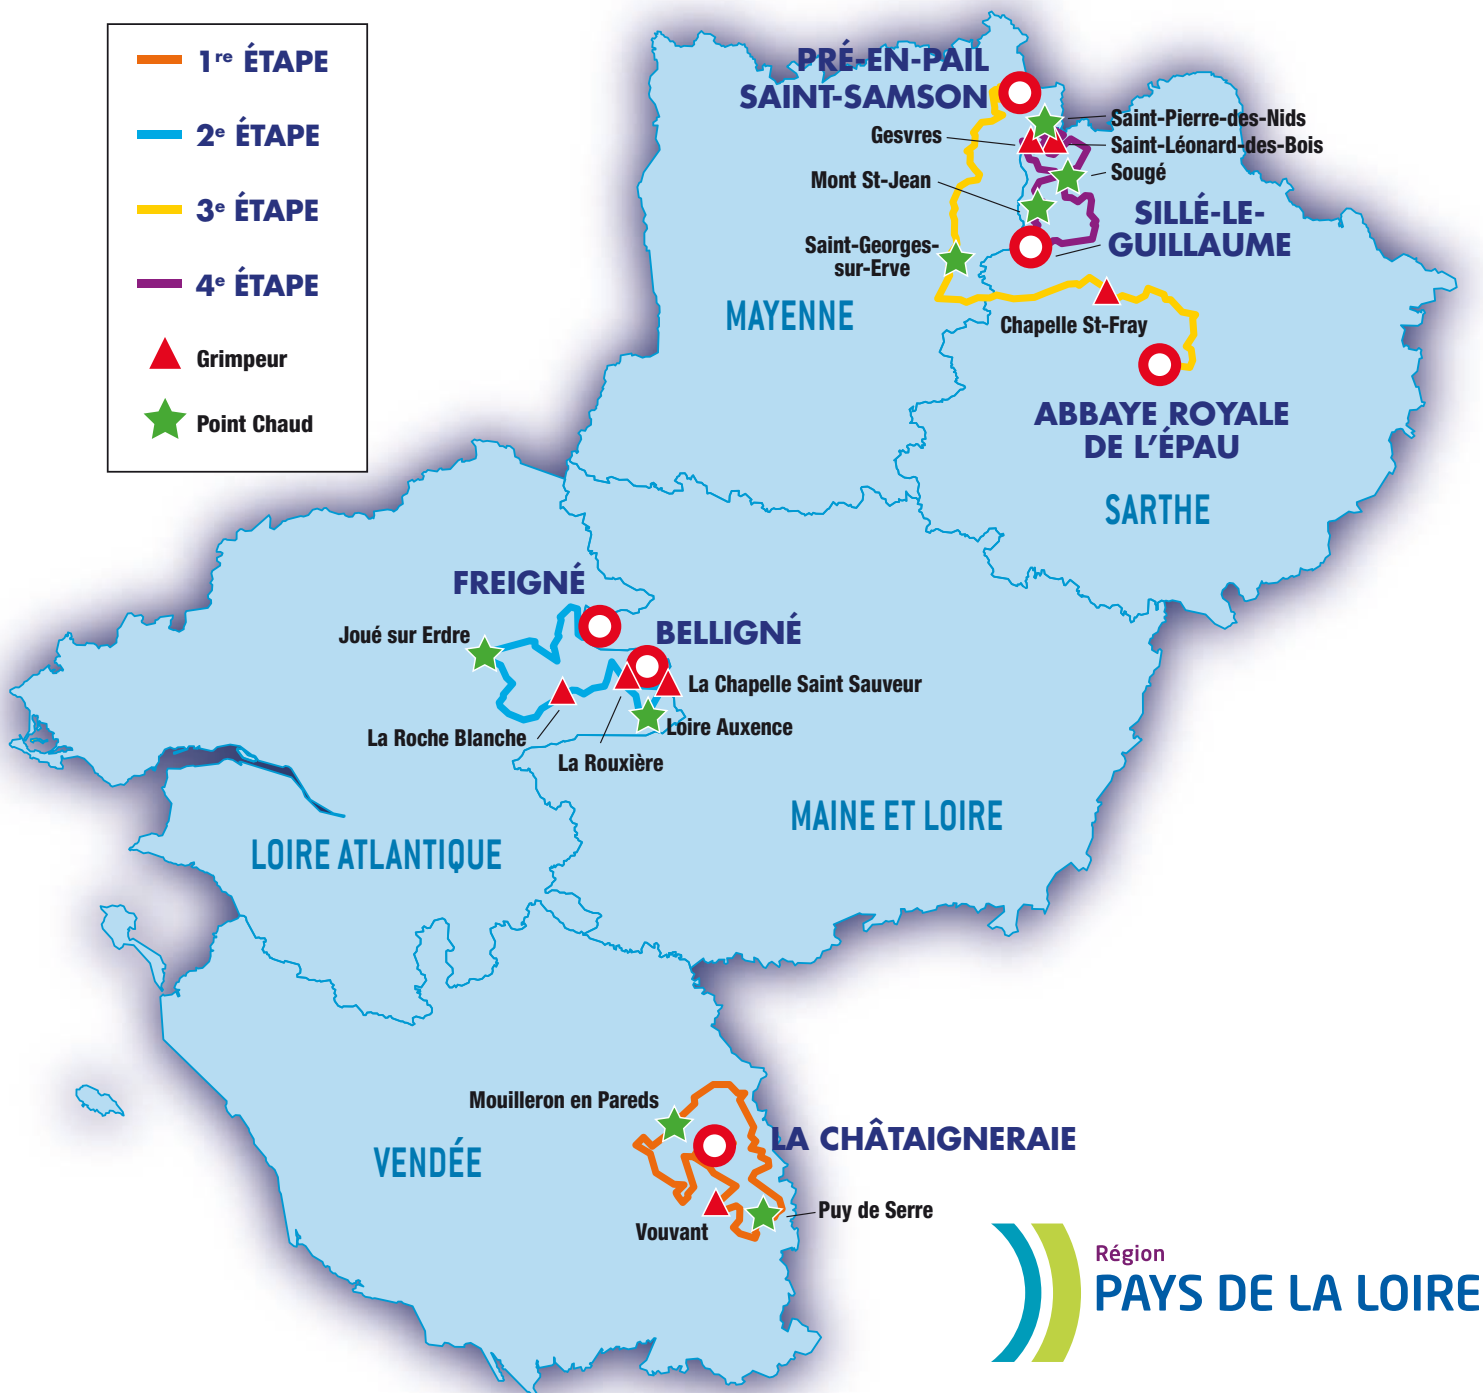 1re ÉTAPE
2e ÉTAPE
3e ÉTAPE
4e ÉTAPE
Grimpeur
Point Chaud
PRÉ-EN-PAIL
SAINT-SAMSON
Saint-Pierre-des-Nids
Gesvres
Saint-Léonard-des-Bois
Sougé
Mont St-Jean
SILLÉ-LE-
GUILLAUME
Saint-Georges-
sur-Erve
MAYENNE
Chapelle St-Fray
ABBAYE ROYALE
DE L’ÉPAU
SARTHE
FREIGNÉ
BELLIGNÉ
Joué sur Erdre
La Chapelle Saint Sauveur
Loire Auxence
La Roche Blanche
La Rouxière
MAINE ET LOIRE
LOIRE ATLANTIQUE
Mouilleron en Pareds
LA CHÂTAIGNERAIE
VENDÉE
Puy de Serre
Vouvant
Région
PAYS DE LA LOIRE